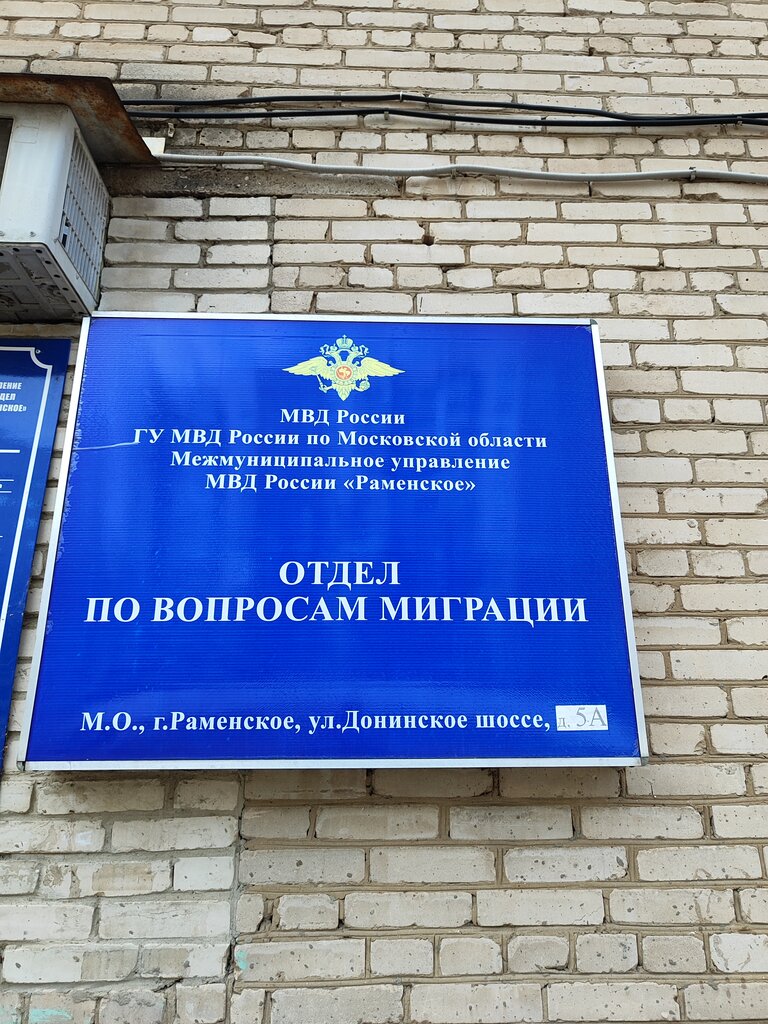 МВД России
ГУ МВД России по Московской области
Межмуниципальное управление
МВД России «Раменское»
ОТДЕЛ
ПО ВОПРОСАМ МИГРАЦИИ
М.О., г.Раменское, ул.Донинское шоссе, д. 5А